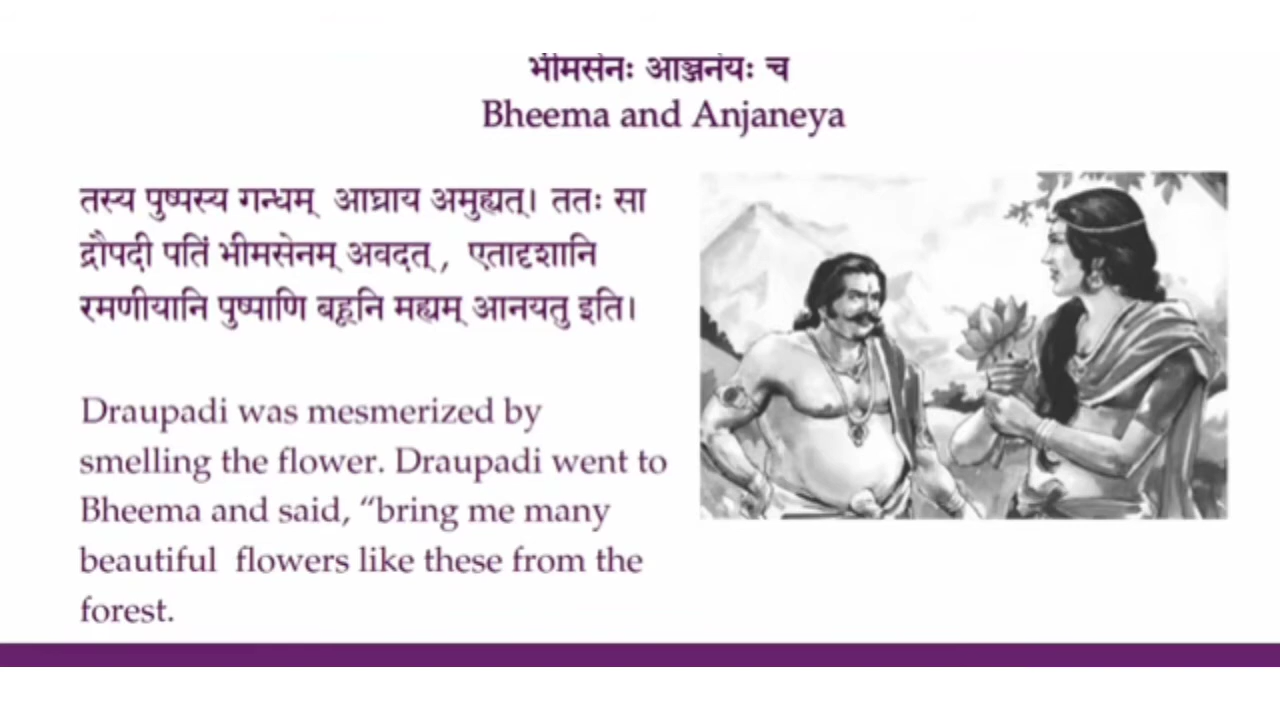 भीमसेनः आञ्जनेयः च
Bheema and Anjaneya
तस्य पुष्पस्य गन्धम् आघ्राय अमुह्यत्। ततः सा
द्रौपदी पतिं भीमसेनम् अवदत् , एतादृशानि
रमणीयानि पुष्पाणि बहूनि मह्यम् आनयतु इति।
Draupadi was mesmerized by
smelling the flower. Draupadi went to
Bheema and said, “bring me many
beautiful flowers like these from the
forest.